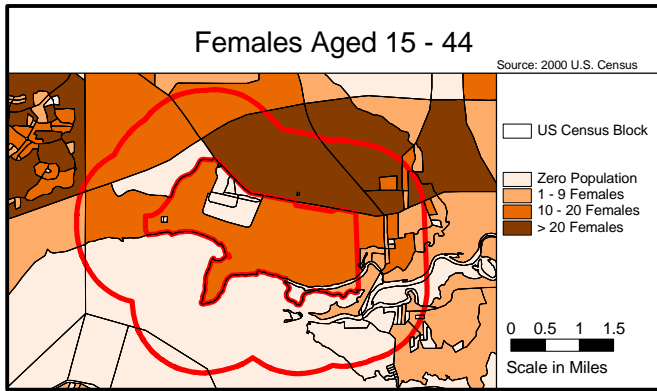 Females Aged 15 - 44
Source: 2000 U.S. Census
US Census Block
Zero Population
1 - 9 Females
10 - 20 Females
> 20 Females
0 0.5 1 1.5
Scale in Miles